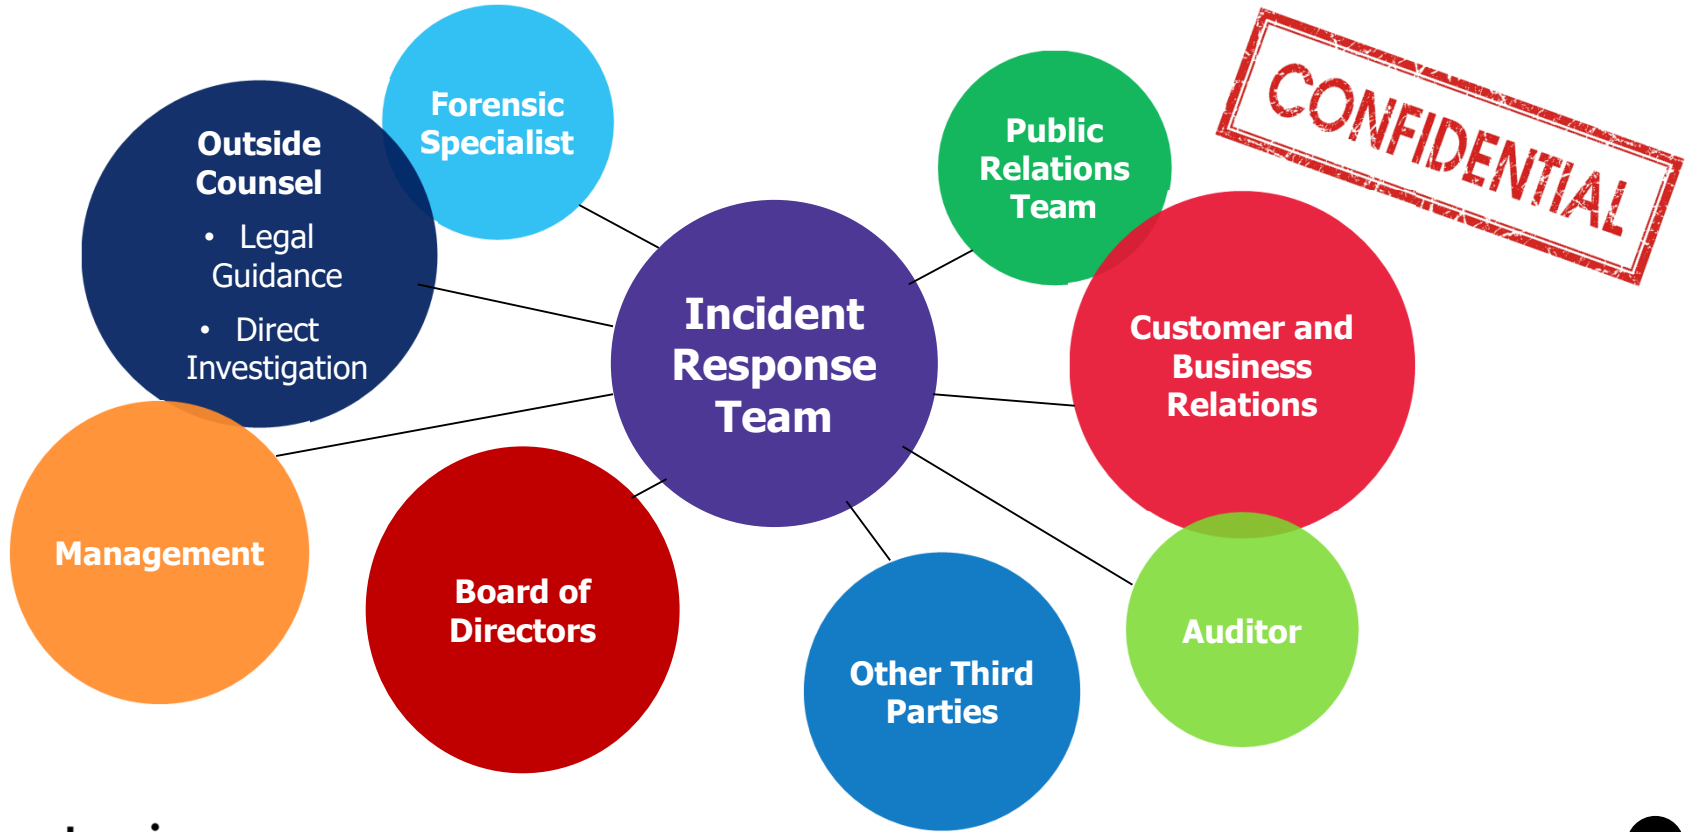 Forensic
Specialist
Outside
Counsel
• Legal
Guidance
• Direct
Investigation
Public
Relations
Team
CONFIDENTIAL
Incident
Response
Team
Customer and
Business
Relations
Management
Board of
Directors
Other Third
Parties
Auditor